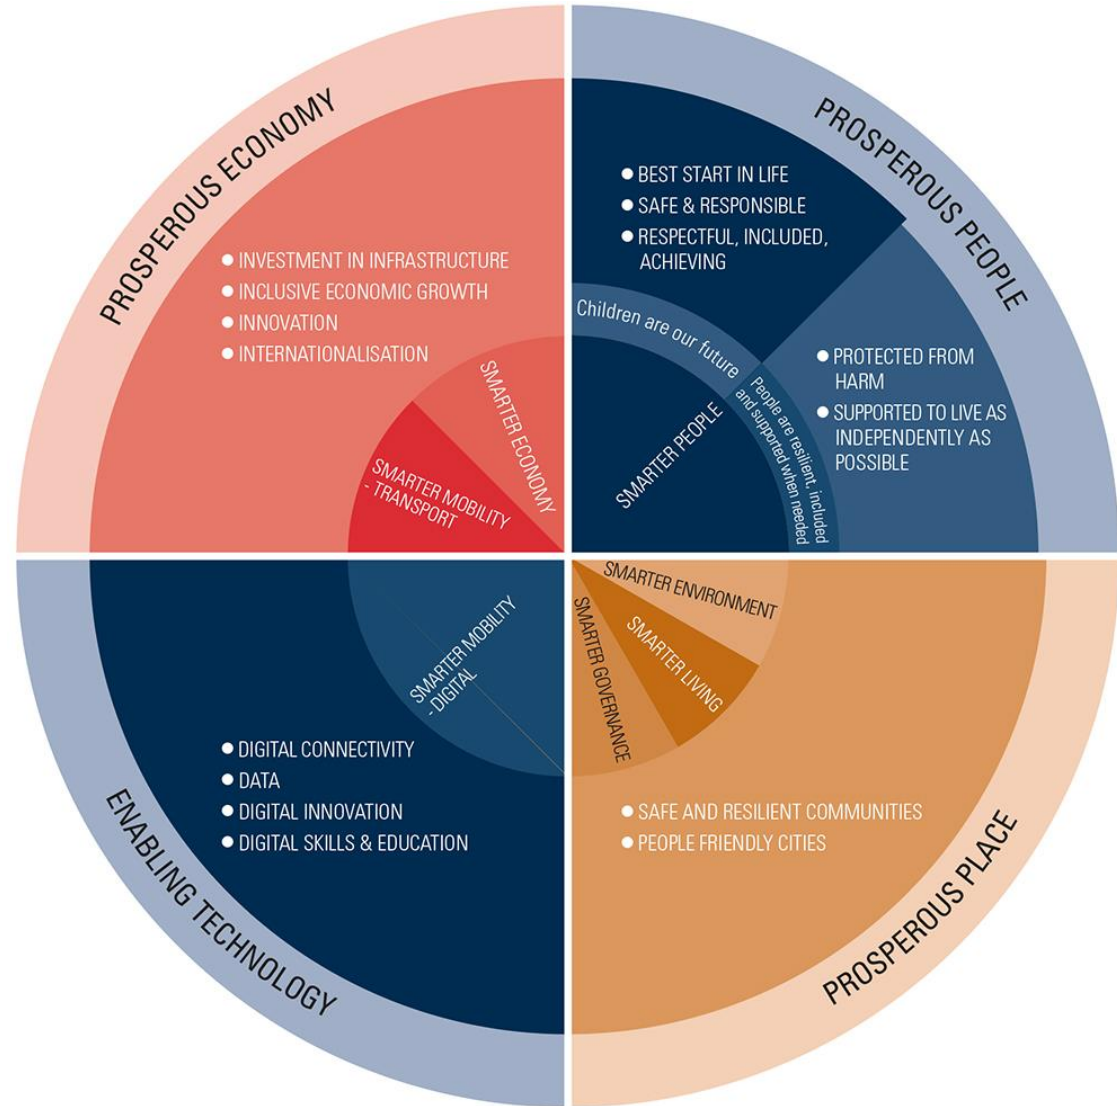 PROSPEROUS ECONOMY
INVESTMENT IN INFRASTRUCTURE
INCLUSIVE ECONOMIC GROWTH
INNOVATION
INTERNATIONALISATION
SMARTER ECONOMY
SMARTER MOBILITY
- TRANSPORT
PROSPEROUS PEOPLE
BEST START IN LIFE
SAFE & RESPONSIBLE
RESPECTFUL, INCLUDED,
ACHIEVING
Children are our future
PROTECTED FROM
HARM
SUPPORTED TO LIVE AS
INDEPENDENTLY AS
POSSIBLE
People are resilient, included
and supported when needed
SMARTER PEOPLE
ENABLING TECHNOLOGY
SMARTER MOBILITY
- DIGITAL
DIGITAL CONNECTIVITY
DATA
DIGITAL INNOVATION
DIGITAL SKILLS & EDUCATION
PROSPEROUS PLACE
SMARTER ENVIRONMENT
SMARTER LIVING
SMARTER GOVERNANCE
SAFE AND RESILIENT COMMUNITIES
PEOPLE FRIENDLY CITIES